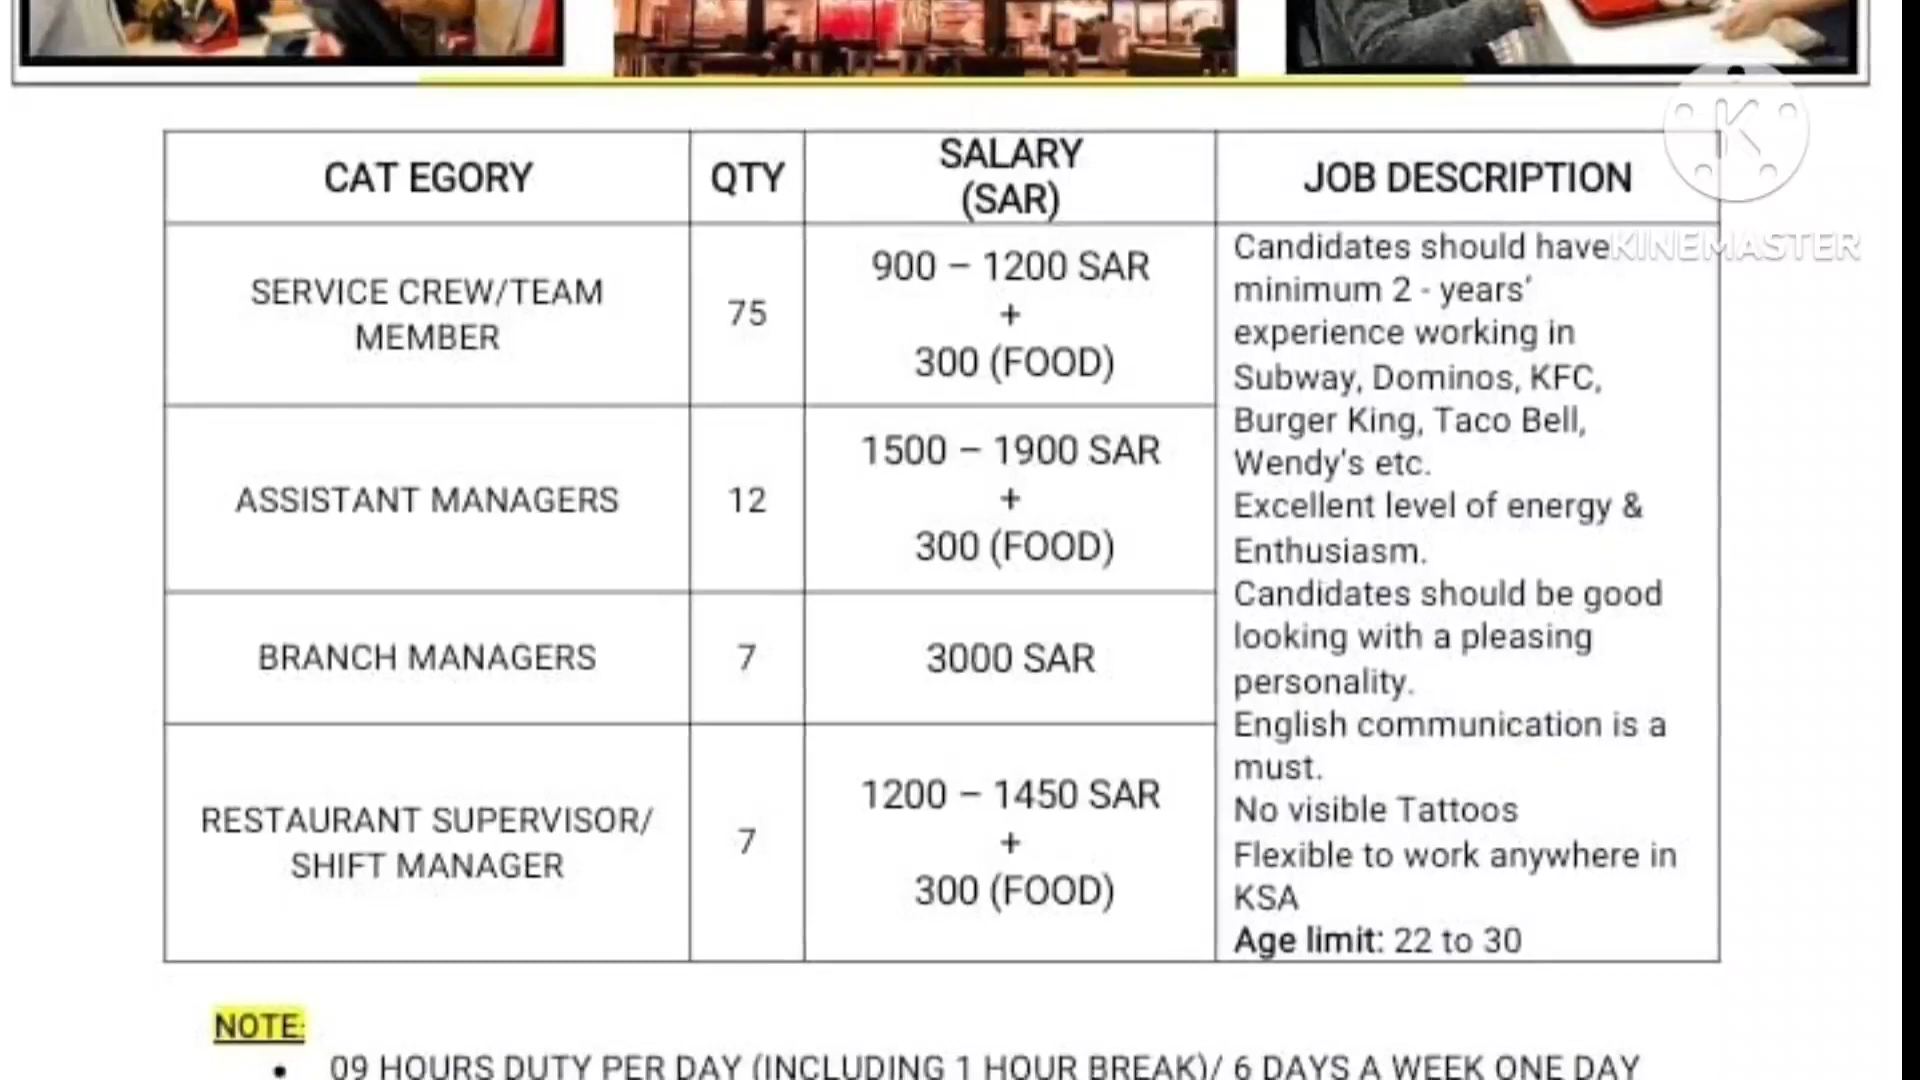 CAT EGORY
QTY
SALARY
(SAR)
JOB DESCRIPTION
SERVICE CREW/TEAM
MEMBER
75
900 – 1200 SAR
+
300 (FOOD)
ASSISTANT MANAGERS
12
1500 – 1900 SAR
+
300 (FOOD)
BRANCH MANAGERS
7
3000 SAR
RESTAURANT SUPERVISOR/
SHIFT MANAGER
7
1200 – 1450 SAR
+
300 (FOOD)
Candidates should have
minimum 2 - years'
experience working in
Subway, Dominos, KFC,
Burger King, Taco Bell,
Wendy's etc.
Excellent level of energy &
Enthusiasm.
Candidates should be good
looking with a pleasing
personality.
English communication is a
must.
No visible Tattoos
Flexible to work anywhere in
KSA
Age limit: 22 to 30
K
KINEMASTER
NOTE:
• 09 HOURS DUTY PER DAY (INCLUDING 1 HOUR BREAK)/ 6 DAYS A WEEK ONE DAY